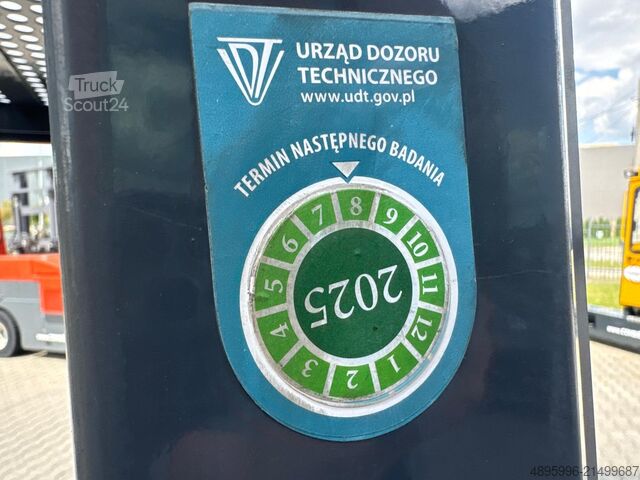 UDT
URZĄD DOZORU
TECHNICZNEGO
www.udt.gov.pl
TERMIN NASTĘPNEGO BADANIA
1 2 3 4 5 6 7 8 9 10 11 12
2025
Truck
Scout24
4895996-21499687